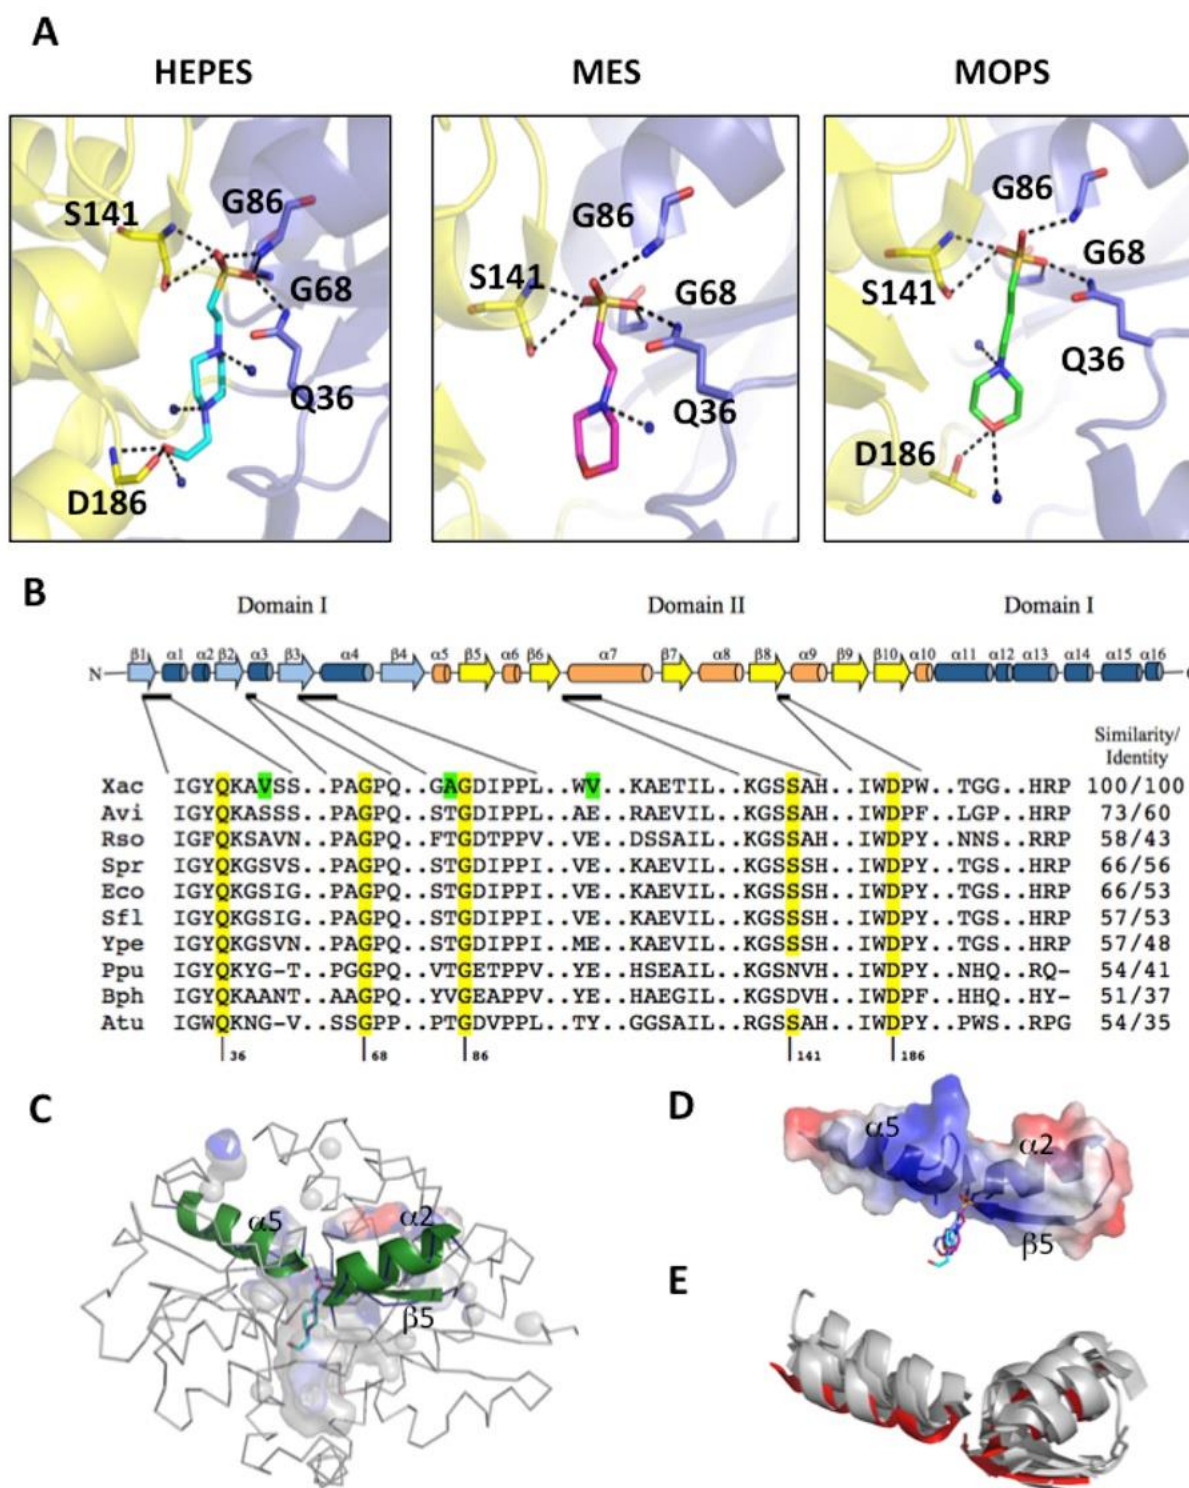 A
HEPES MES MOPS
S141 G86 G68 Q36 D186
G86 S141 G68 Q36
G86 G68 S141 Q36 D186
B
Domain I Domain II Domain I
N β1 α1 α2 β2 α3 β3 α4 β4 α5 β5 α6 β6 α7 β7 α8 β8 α9 β9 β10 α10 α11 α12 α13 α14 α15 α16
Similarity/
Identity
Xac IGYQKAVSS..PAGPQ..GAGDIPPL..WV..KAETIL..KGSSAH..IWDPW..TGG..HRP 100/100
Avi IGYQKASSS..PAGPQ..STGDIPPL..AE..RAEVIL..KGSSAH..IWDPF..LGP..HRP 73/60
Rso IGFQKSAVN..PAGPQ..FTGDTPPV..VE..DSSAIL..KGSSAH..IWDPY..NNS..RRP 58/43
Spr IGYQKGSVS..PAGPQ..STGDIPPL..VE..KAEVIL..KGSSSH..IWDPY..TGS..HRP 66/56
Eco IGYQKGSIG..PAGPQ..STGDIPPI..VE..KAEVIL..KGSSSH..IWDPY..TGS..HRP 66/53
Sfl IGYQKGSIG..PAGPQ..STGDIPPI..VE..KAEVIL..KGSSSH..IWDPY..TGS..HRP 57/53
Ype IGYQKGSVN..PAGPQ..STGDIPPI..ME..KAEVIL..KGSSSH..IWDPY..TGS..HRP 57/48
Ppu IGYQKYG-T..PGGPQ..VTGETPPV..YE..HSEAIL..KGSNVH..IWDPY..NHQ..RQ- 54/41
Bph IGYQKAANT..AAGPQ..YVGEAPPV..YE..HAEGIL..KGSDVH..IWDPF..HHQ..HY- 51/37
Atu IGWQKNG-V..SSGPP..PTGDVPPL..TY..GGSAIL..RGSSAH..IWDPY..PWS..RPG 54/35
36 68 86 141 186
C
α5 α2
β5
D
α5 α2
β5
E